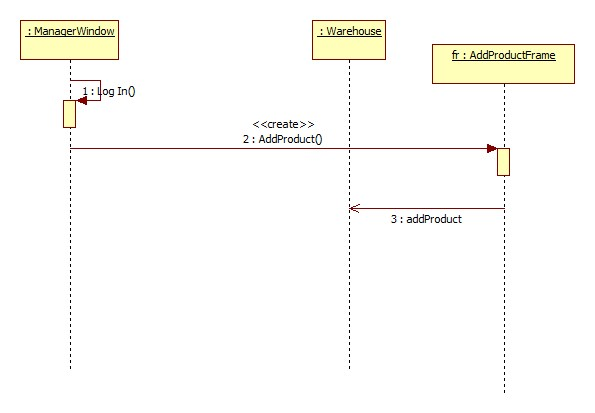 : ManagerWindow
: Warehouse
fr : AddProductFrame
1 : Log In()
<<create>>
2 : AddProduct()
3 : addProduct